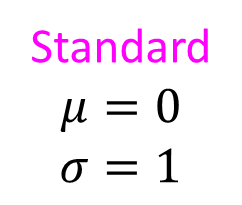 Standard
μ = 0
σ = 1